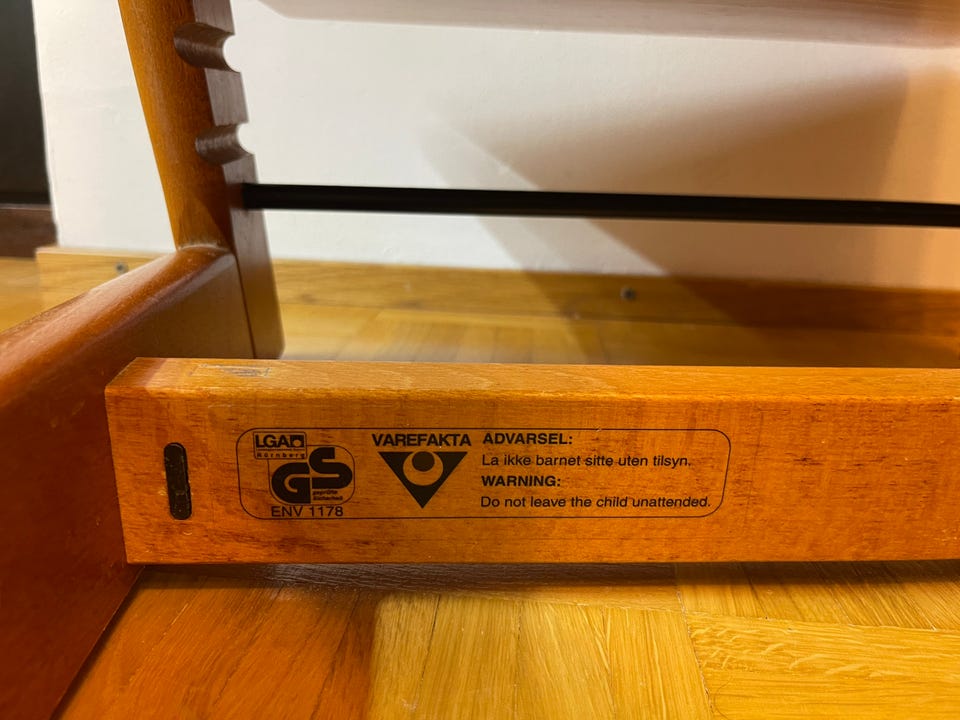 LGA
Nürnberg
GS
geprüfte
Sicherheit
ENV 1178
VAREFAKTA
ADVARSEL:
La ikke barnet sitte uten tilsyn.
WARNING:
Do not leave the child unattended.